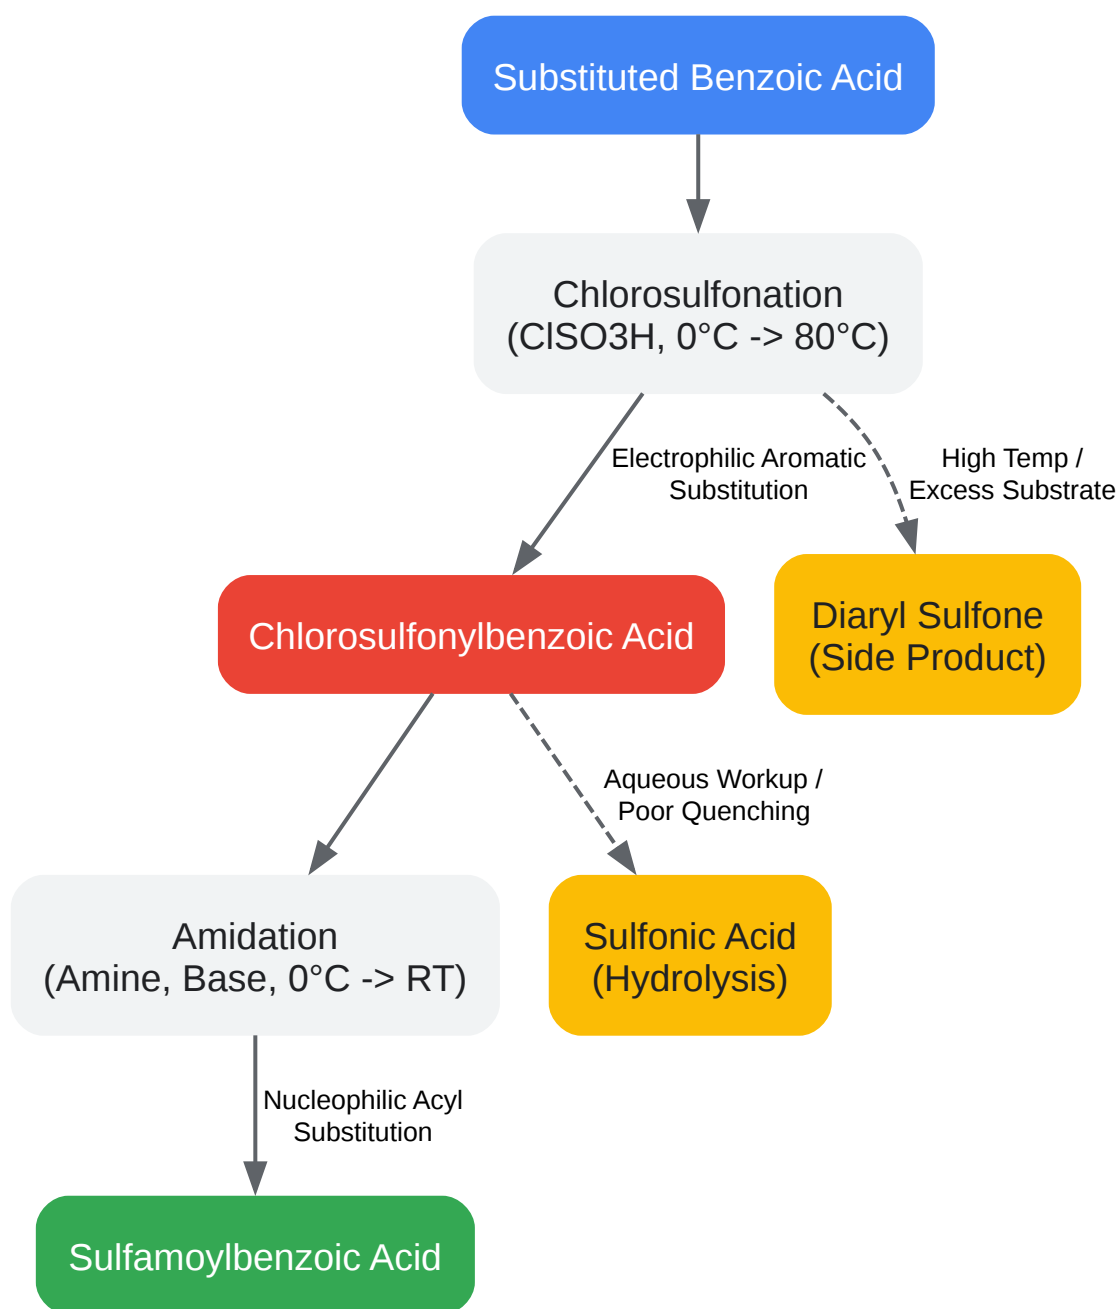 Substituted Benzoic Acid
Chlorosulfonation
(ClSO3H, 0°C -> 80°C)
Electrophilic Aromatic
Substitution
High Temp /
Excess Substrate
Diaryl Sulfone
(Side Product)
Chlorosulfonylbenzoic Acid
Aqueous Workup /
Poor Quenching
Amidation
(Amine, Base, 0°C -> RT)
Sulfonic Acid
(Hydrolysis)
Nucleophilic Acyl
Substitution
Sulfamoylbenzoic Acid